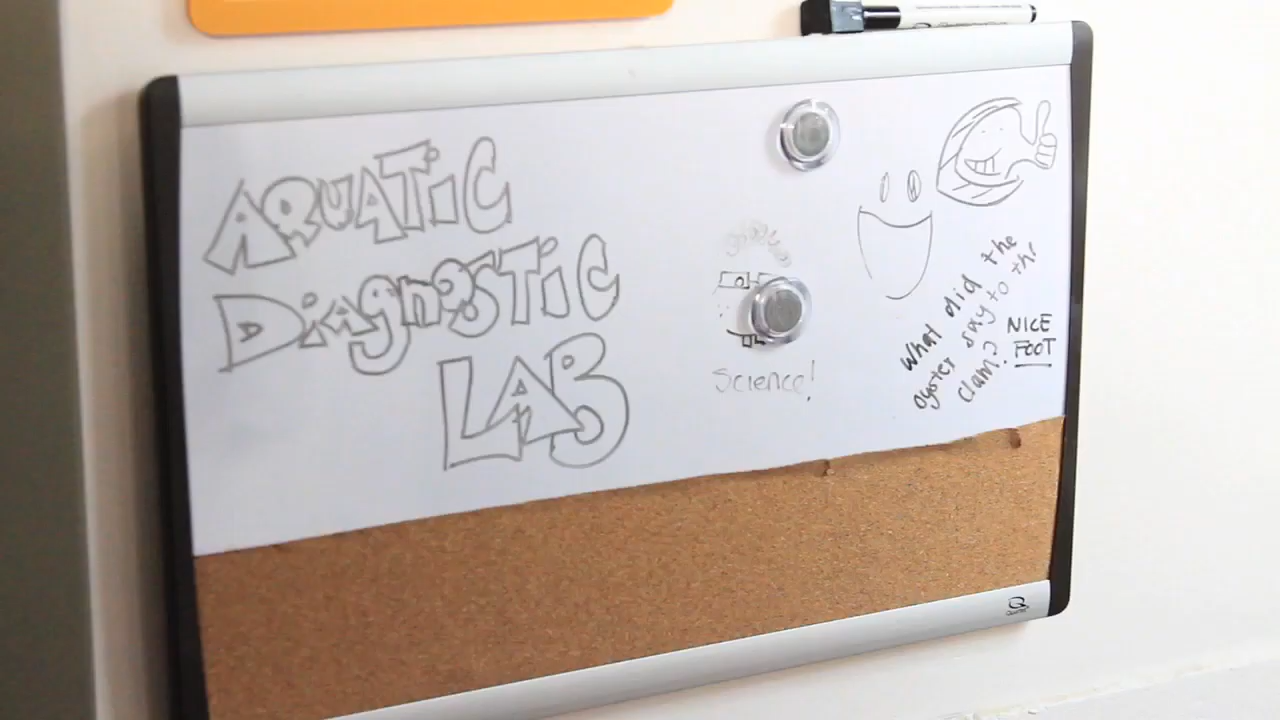 AQUATiC
DiagnosTiC
LAB
Science!
What did the
oyster say to the
clam?
NICE
FOOT